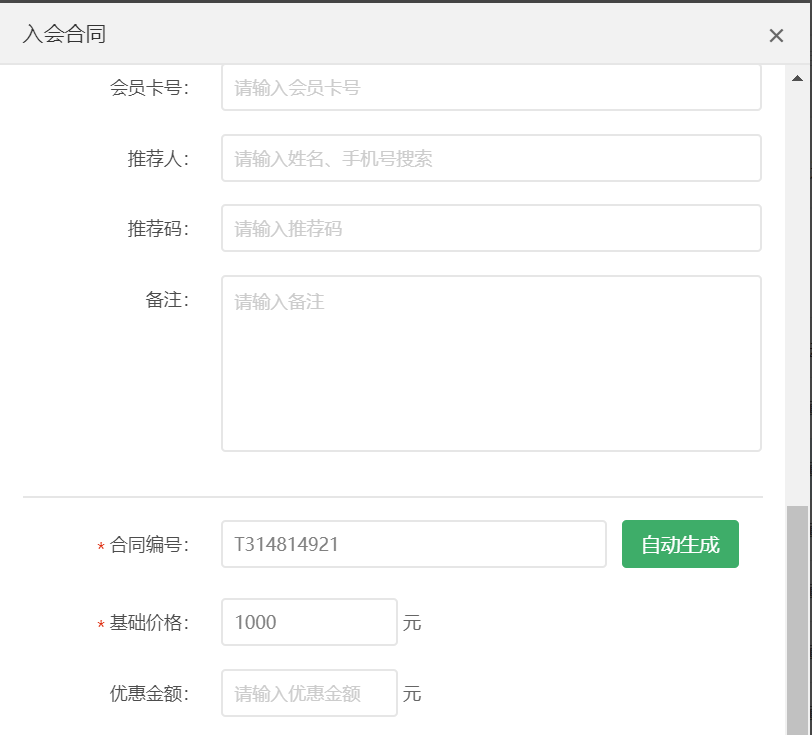 入会合同
会员卡号： 请输入会员卡号
推荐人： 请输入姓名、手机号搜索
推荐码： 请输入推荐码
备注： 请输入备注
* 合同编号： T314814921 自动生成
* 基础价格： 1000 元
优惠金额： 请输入优惠金额 元